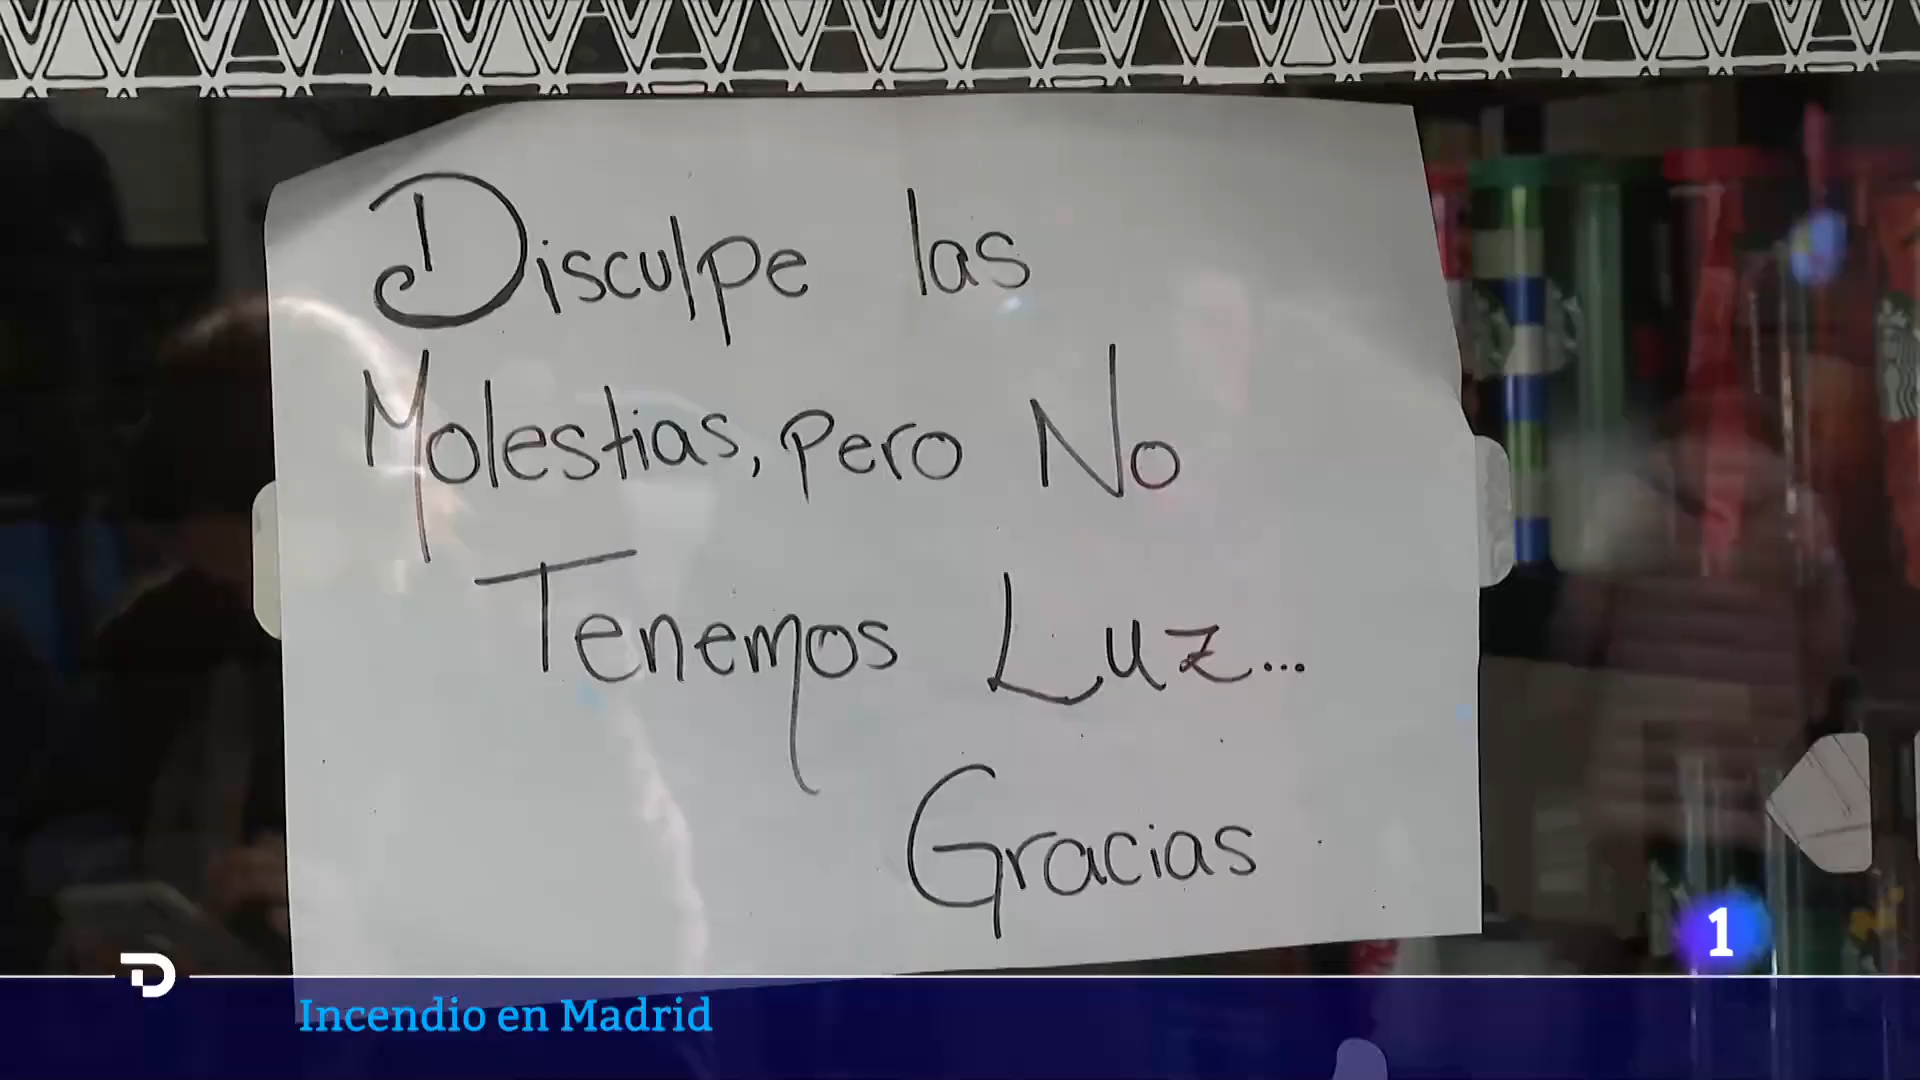 Disculpe las
Molestias, pero No
Tenemos Luz...
Gracias
1
Incendio en Madrid